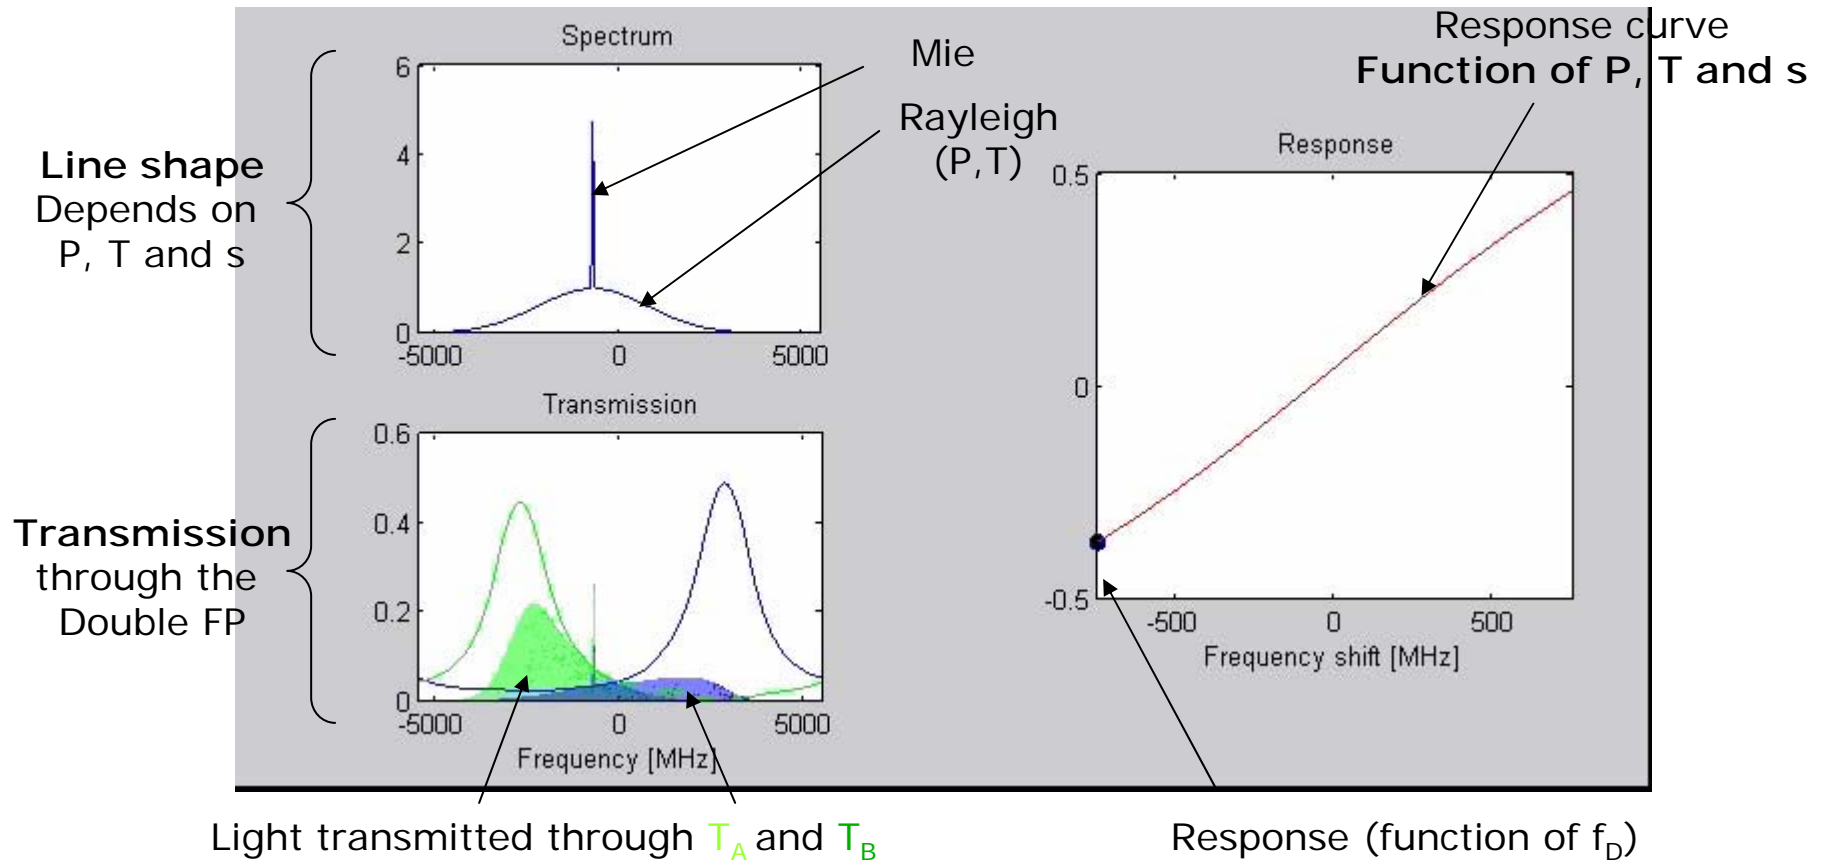 Spectrum
6
4
2
0
-5000
0
5000
Mie
Rayleigh
(P,T)
Line shape
Depends on
P, T and s
Transmission
0.6
0.4
0.2
0
-5000
0
5000
Frequency [MHz]
Transmission
through the
Double FP
Light transmitted through T_A and T_B
Response curve
Function of P, T and s
Response
0.5
0
-0.5
-500
0
500
Frequency shift [MHz]
Response (function of f_D)